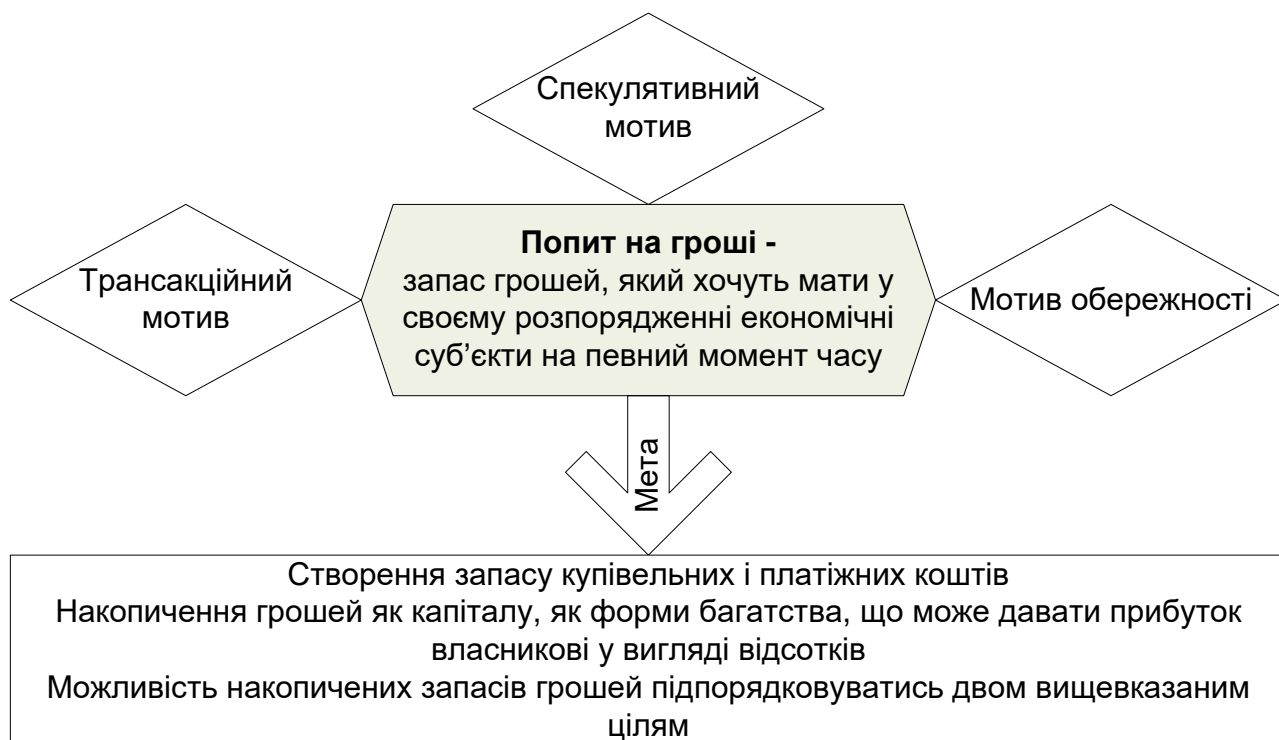 Спекулятивний
мотив
Трансакційний
мотив
Попит на гроші -
запас грошей, який хочуть мати у
своєму розпорядженні економічні
суб’єкти на певний момент часу
Мотив обережності
Мета
Створення запасу купівельних і платіжних коштів
Накопичення грошей як капіталу, як форми багатства, що може давати прибуток
власникові у вигляді відсотків
Можливість накопичених запасів грошей підпорядковуватись двом вищевказаним
цілям